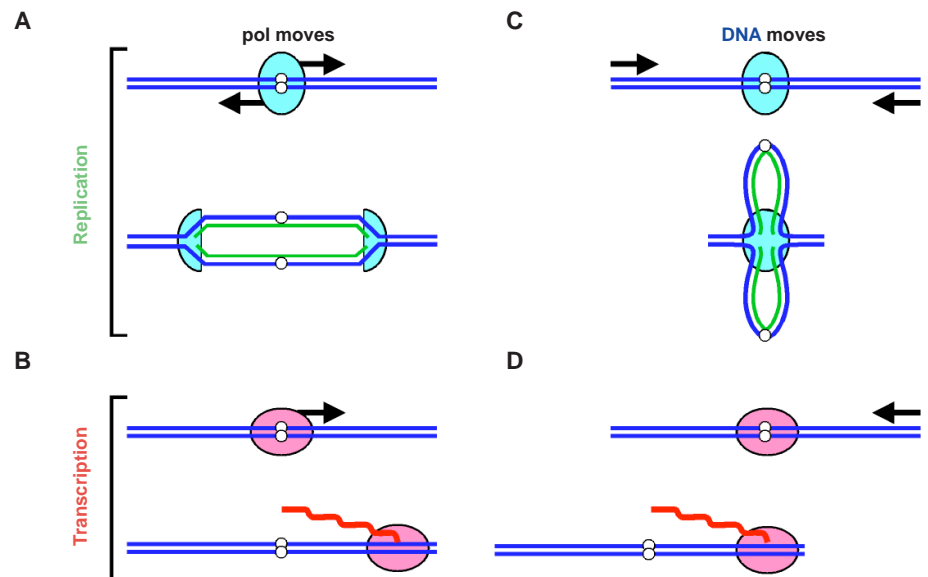 A
C
pol moves
DNA moves
Replication
B
D
Transcription